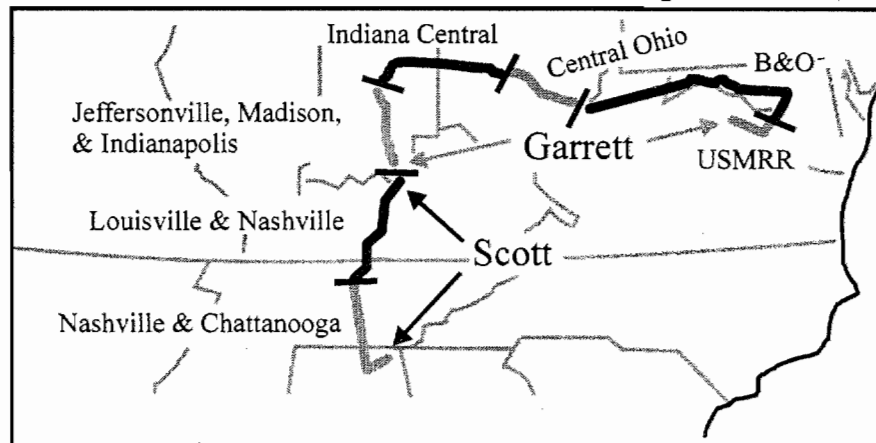 Indiana Central
Central Ohio
B&O
Jeffersonville, Madison,
& Indianapolis
Garrett
USMRR
Louisville & Nashville
Scott
Nashville & Chattanooga